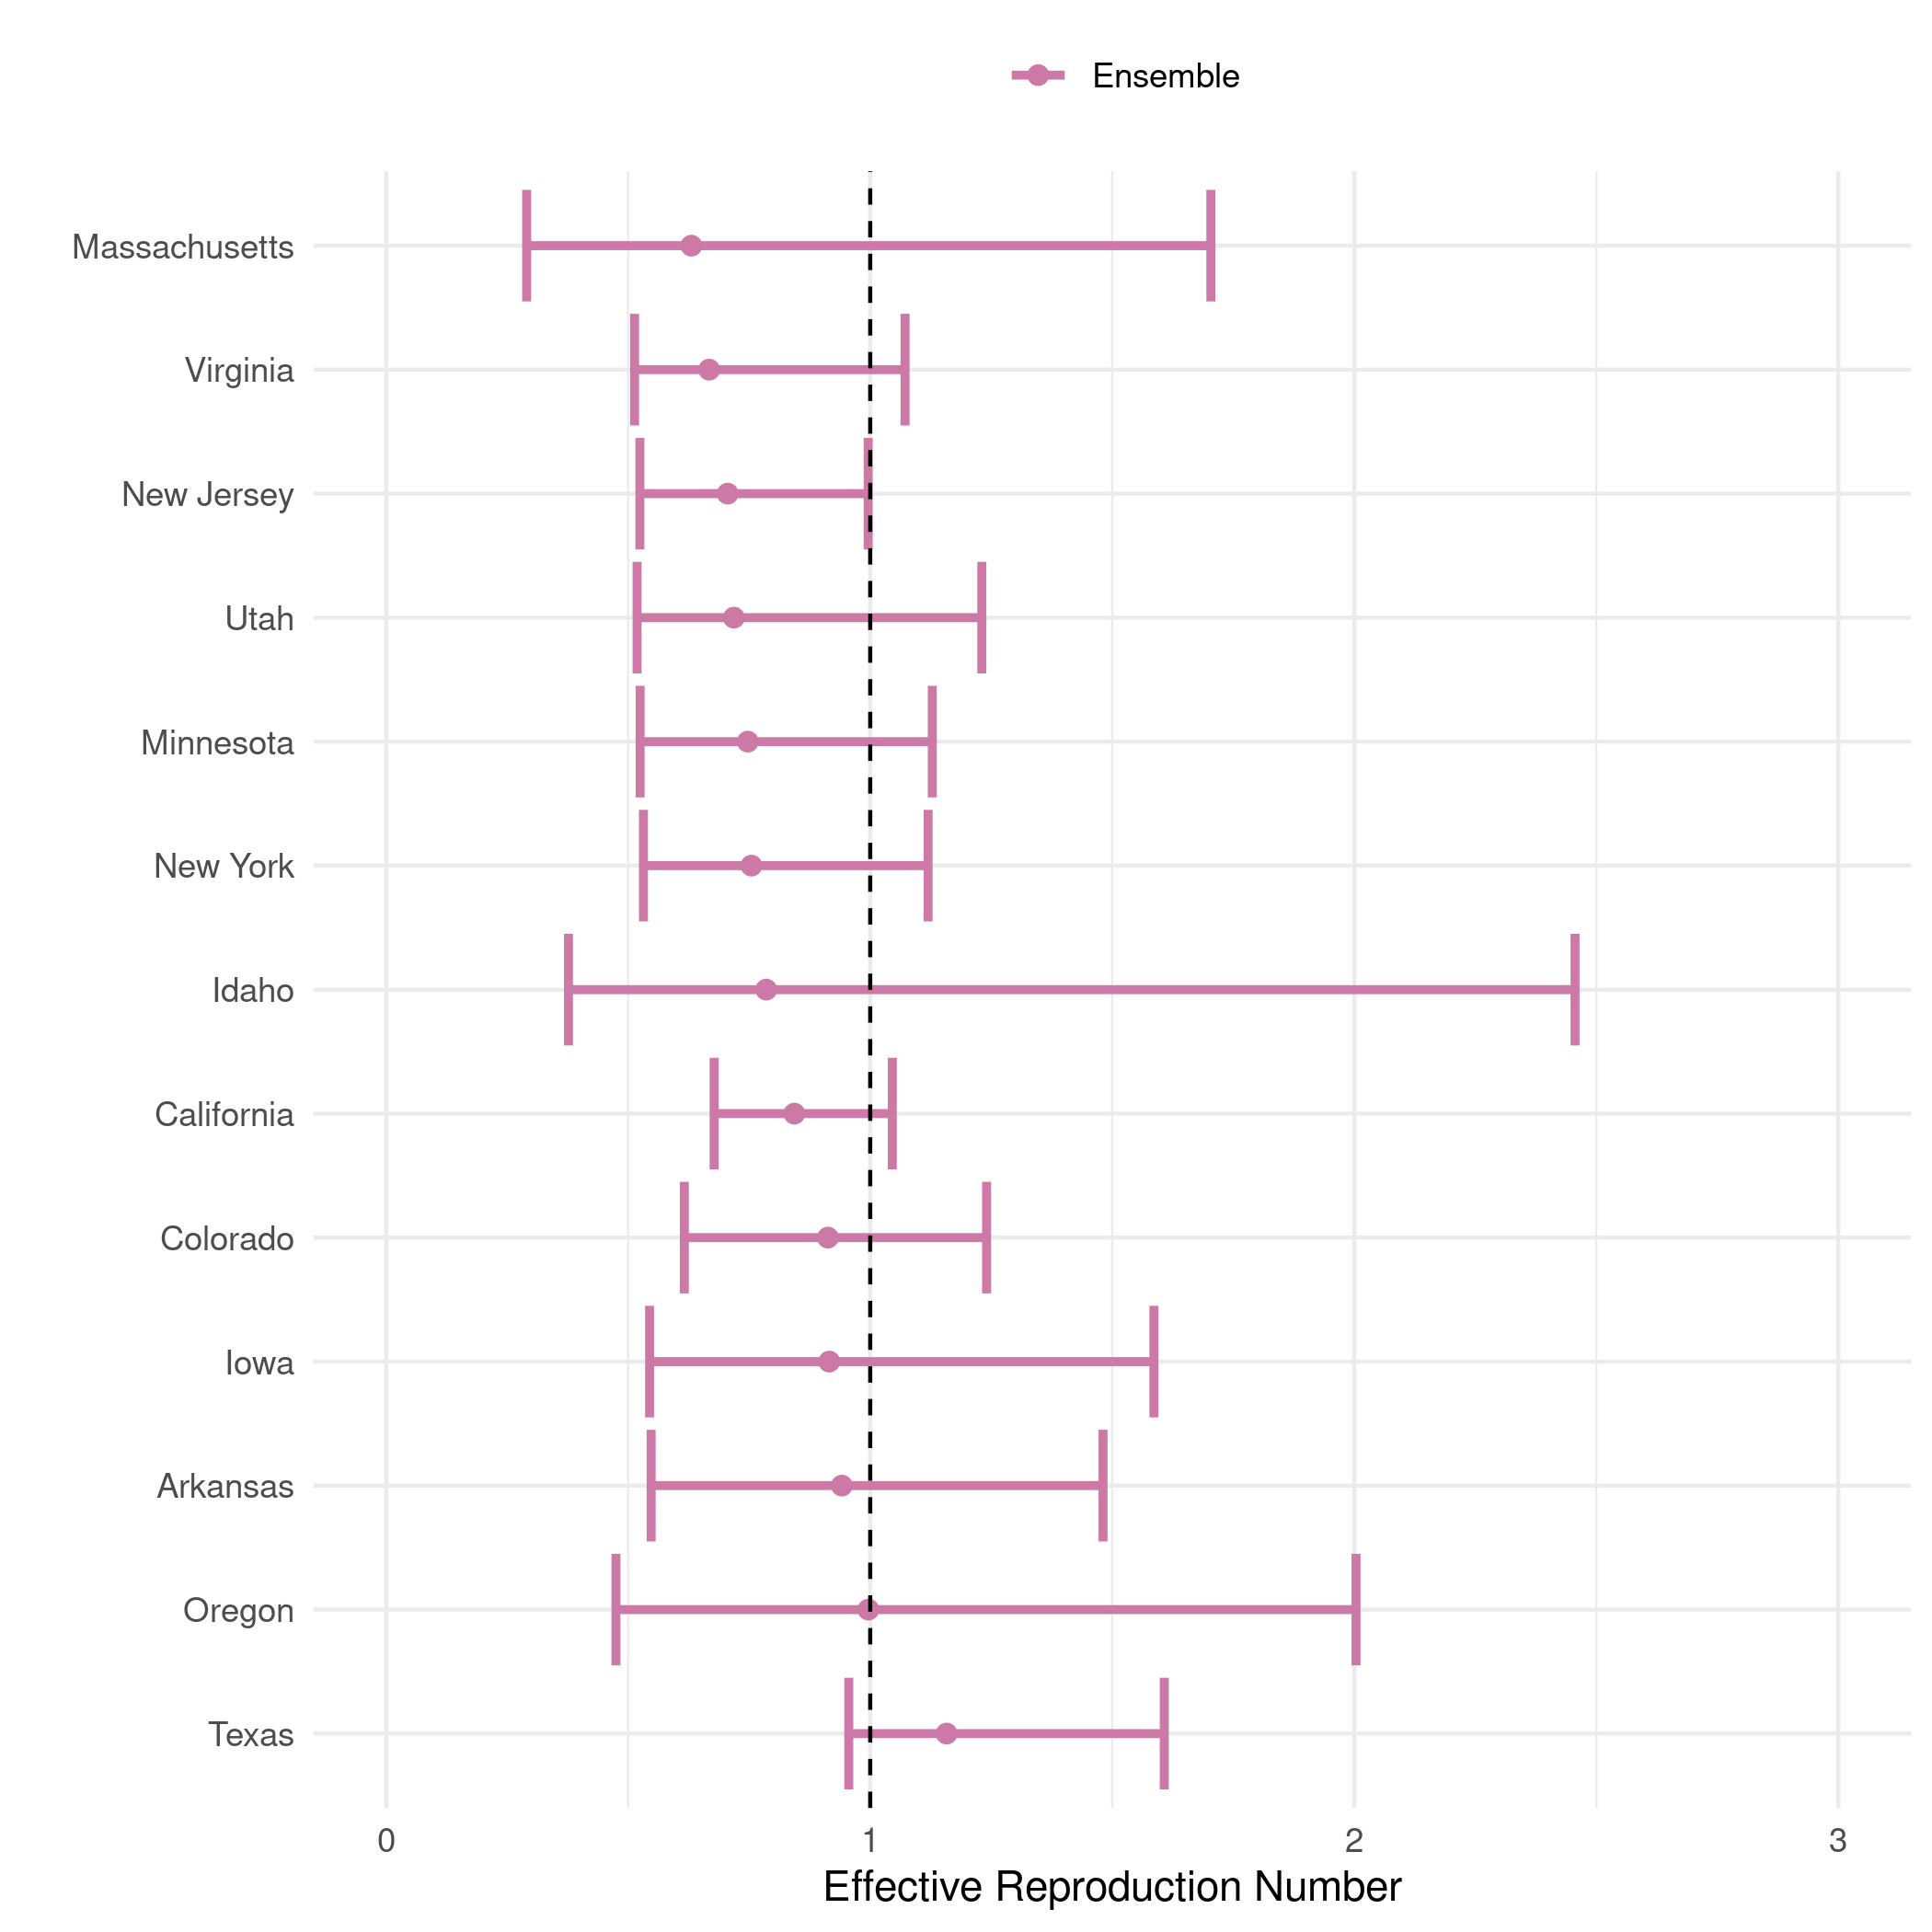 Ensemble
Massachusetts
Virginia
New Jersey
Utah
Minnesota
New York
Idaho
California
Colorado
Iowa
Arkansas
Oregon
Texas
0 1 2 3
Effective Reproduction Number